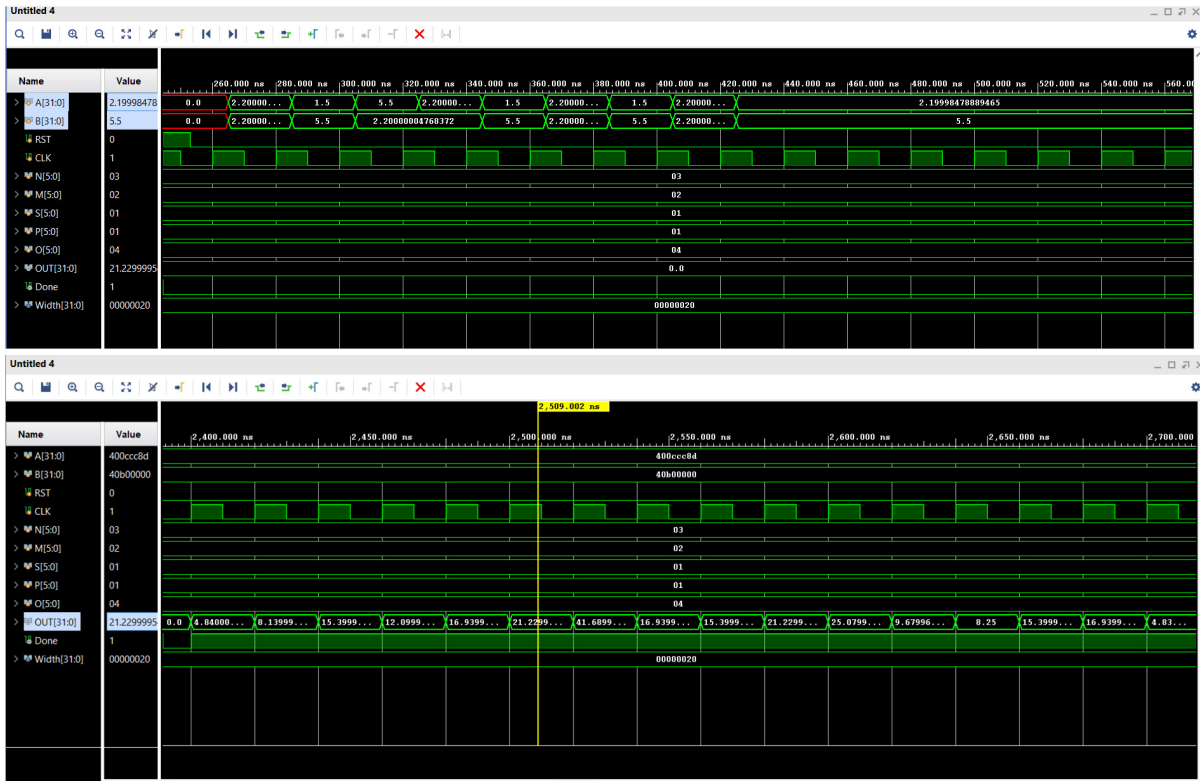 Untitled 4
Name Value
260.000 ns 280.000 ns 300.000 ns 320.000 ns 340.000 ns 360.000 ns 380.000 ns 400.000 ns 420.000 ns 440.000 ns 460.000 ns 480.000 ns 500.000 ns 520.000 ns 540.000 ns 560.0
A[31:0] 2.19998478 0.0 2.20000... 1.5 5.5 2.20000... 1.5 2.20000... 1.5 2.20000... 2.19998478889465
B[31:0] 5.5 0.0 2.20000... 5.5 2.20000004768372 5.5 2.20000... 5.5 2.20000... 5.5
RST 0
CLK 1
N[5:0] 03 03
M[5:0] 02 02
S[5:0] 01 01
P[5:0] 01 01
O[5:0] 04 04
OUT[31:0] 21.2299995 0.0
Done 1
Width[31:0] 00000020 00000020
Untitled 4
2,509.002 ns
Name Value
2,400.000 ns 2,450.000 ns 2,500.000 ns 2,550.000 ns 2,600.000 ns 2,650.000 ns 2,700.000
A[31:0] 400ccc8d 400ccc8d
B[31:0] 40b00000 40b00000
RST 0
CLK 1
N[5:0] 03 03
M[5:0] 02 02
S[5:0] 01 01
P[5:0] 01 01
O[5:0] 04 04
OUT[31:0] 21.2299995 0.0 4.84000... 8.13999... 15.3999... 12.0999... 16.9399... 21.2299... 41.6899... 16.9399... 15.3999... 21.2299... 25.0799... 9.67996... 8.25 15.3999... 16.9399... 4.83...
Done 1
Width[31:0] 00000020 00000020